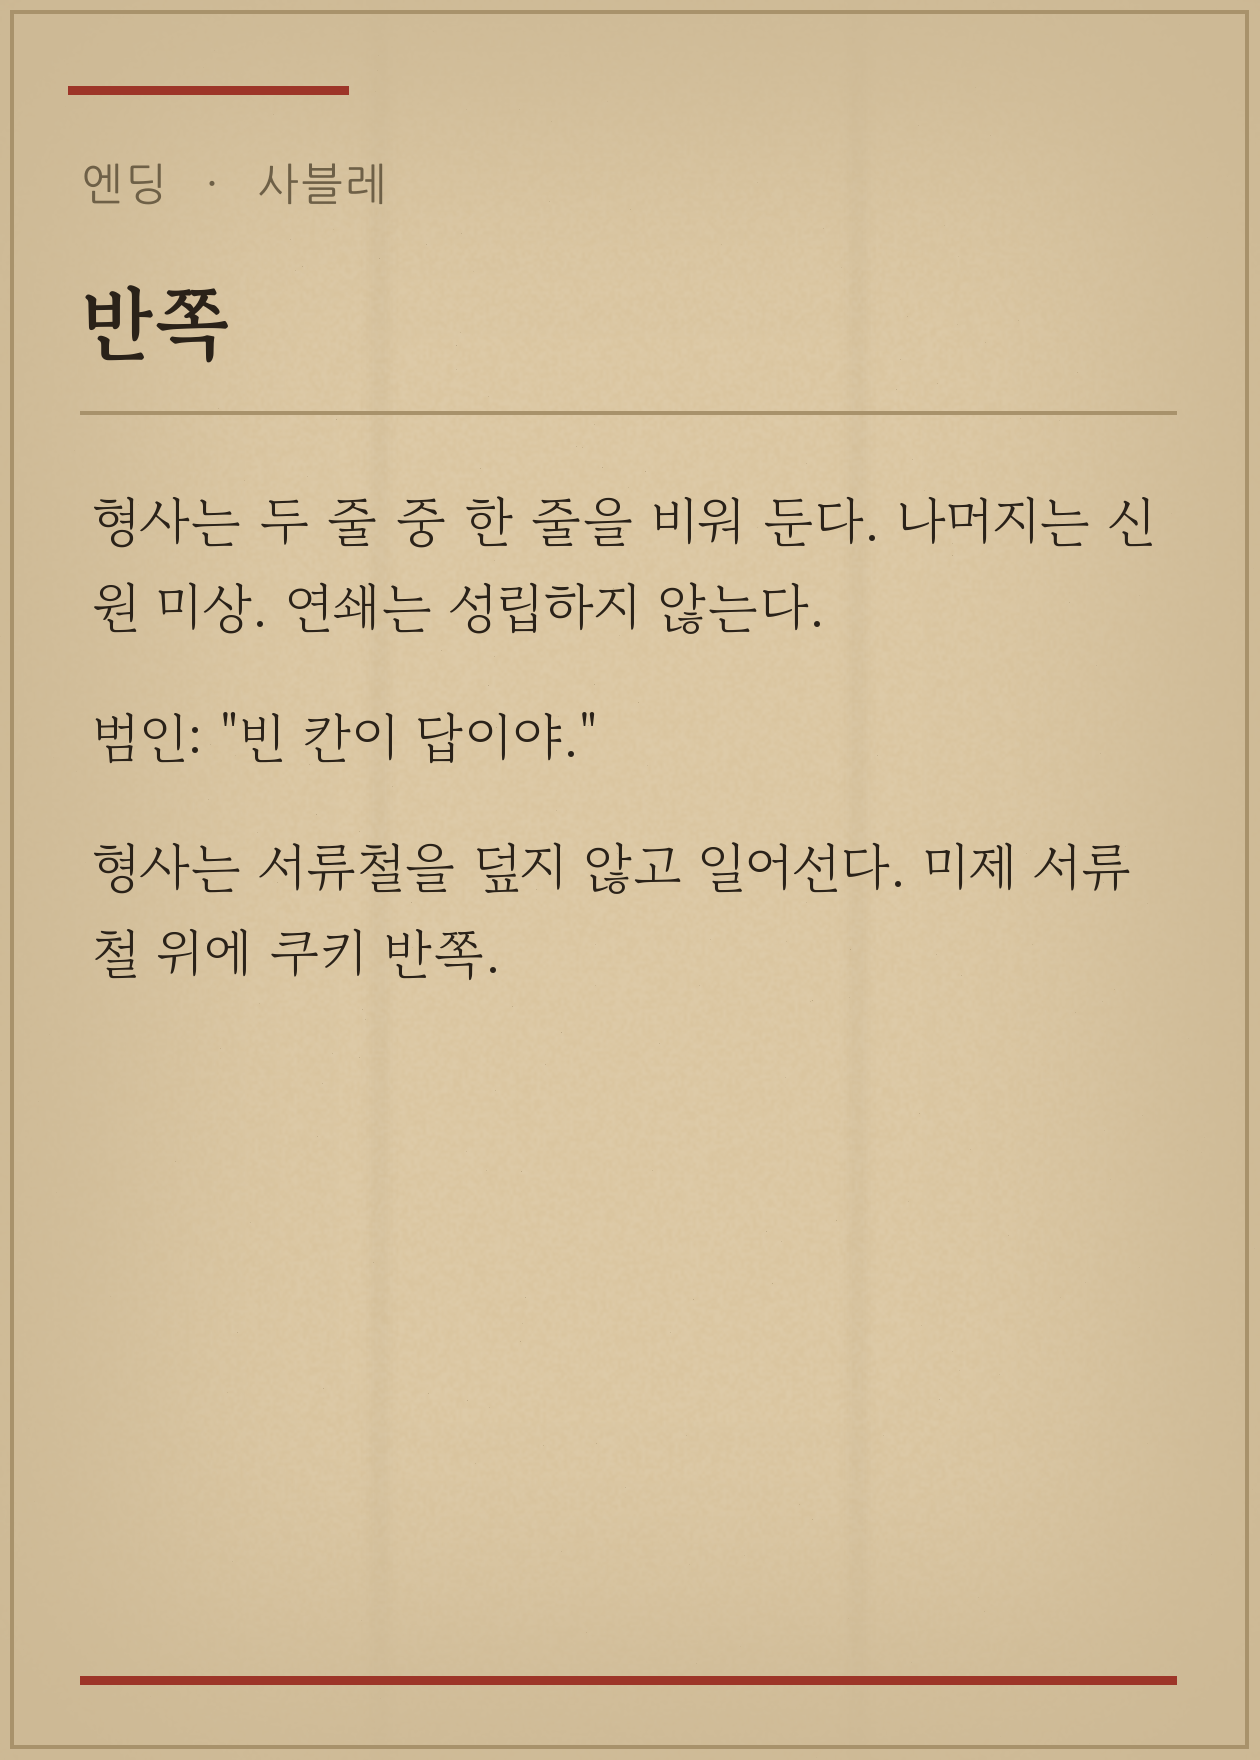 엔딩 · 사블레
반쪽
형사는 두 줄 중 한 줄을 비워 둔다. 나머지는 신
원 미상. 연쇄는 성립하지 않는다.
범인: "빈 칸이 답이야."
형사는 서류철을 덮지 않고 일어선다. 미제 서류
철 위에 쿠키 반쪽.